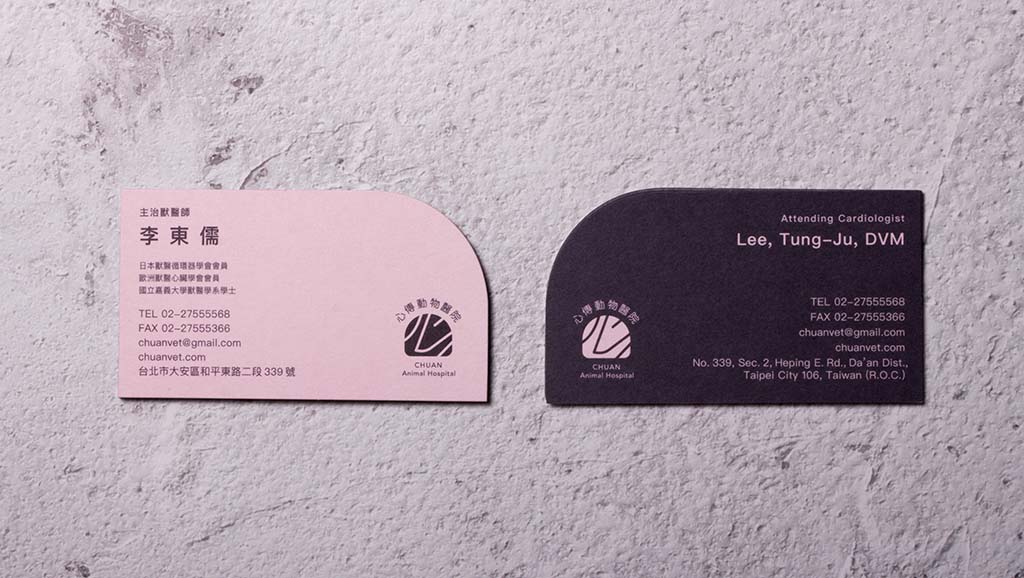 主治獸醫師
李東儒
日本獸醫循環器學會會員
歐洲獸醫心臟學會會員
國立嘉義大學獸醫學系學士
TEL 02-27555568
FAX 02-27555366
chuanvet@gmail.com
chuanvet.com
台北市大安區和平東路二段339號
心傳動物醫院
CHUAN
Animal Hospital
Attending Cardiologist
Lee, Tung-Ju, DVM
TEL 02-27555568
FAX 02-27555366
chuanvet@gmail.com
chuanvet.com
No. 339, Sec. 2, Heping E. Rd., Da'an Dist.,
Taipei City 106, Taiwan (R.O.C.)
心傳動物醫院
CHUAN
Animal Hospital